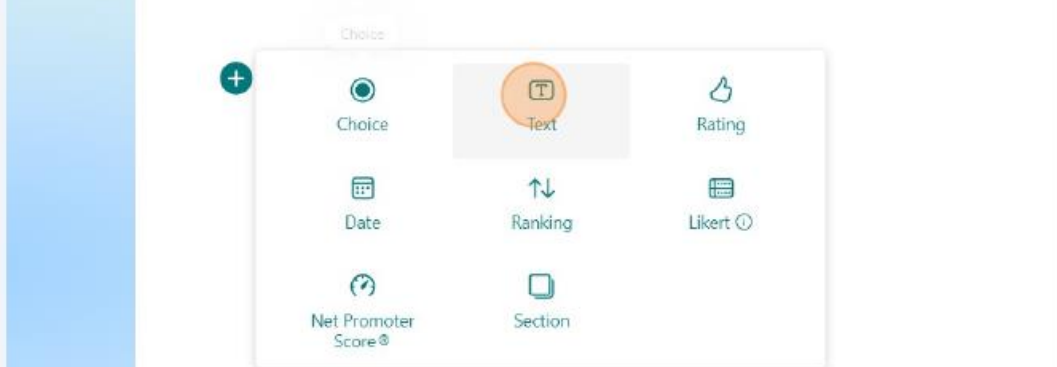 Choice
Choice
Text
Rating
Date
Ranking
Likert
Net Promoter
Score®
Section